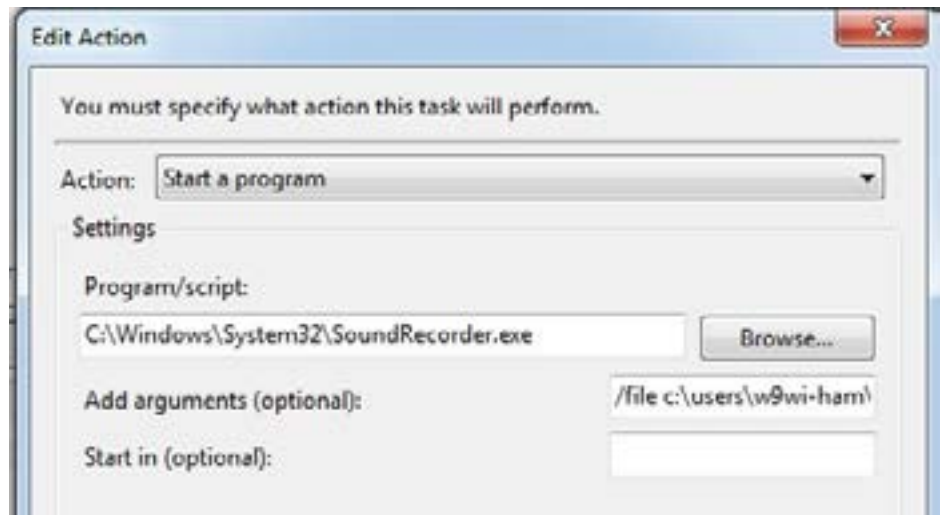 Edit Action
You must specify what action this task will perform.
Action: Start a program
Settings
Program/script:
C:\Windows\System32\SoundRecorder.exe Browse...
Add arguments (optional): /file c:\users\w9wi-ham\
Start in (optional):